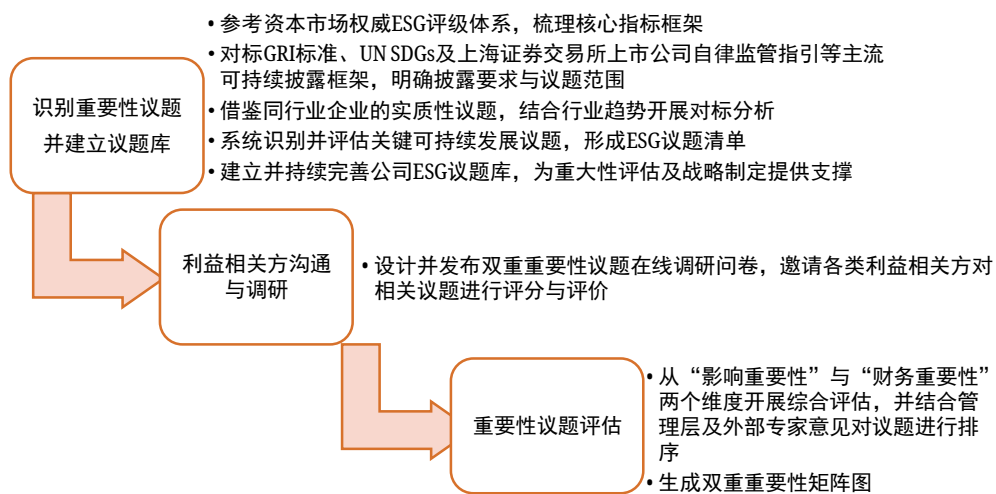 识别重要性议题
并建立议题库
• 参考资本市场权威ESG评级体系，梳理核心指标框架
• 对标GRI标准、UN SDGs及上海证券交易所上市公司自律监管指引等主流
可持续披露框架，明确披露要求与议题范围
• 借鉴同行业企业的实质性议题，结合行业趋势开展对标分析
• 系统识别并评估关键可持续发展议题，形成ESG议题清单
• 建立并持续完善公司ESG议题库，为重大性评估及战略制定提供支撑
利益相关方沟通
与调研
• 设计并发布双重重要性议题在线调研问卷，邀请各类利益相关方对
相关议题进行评分与评价
重要性议题评估
• 从“影响重要性”与“财务重要性”
两个维度开展综合评估，并结合管
理层及外部专家意见对议题进行排
序
• 生成双重重要性矩阵图